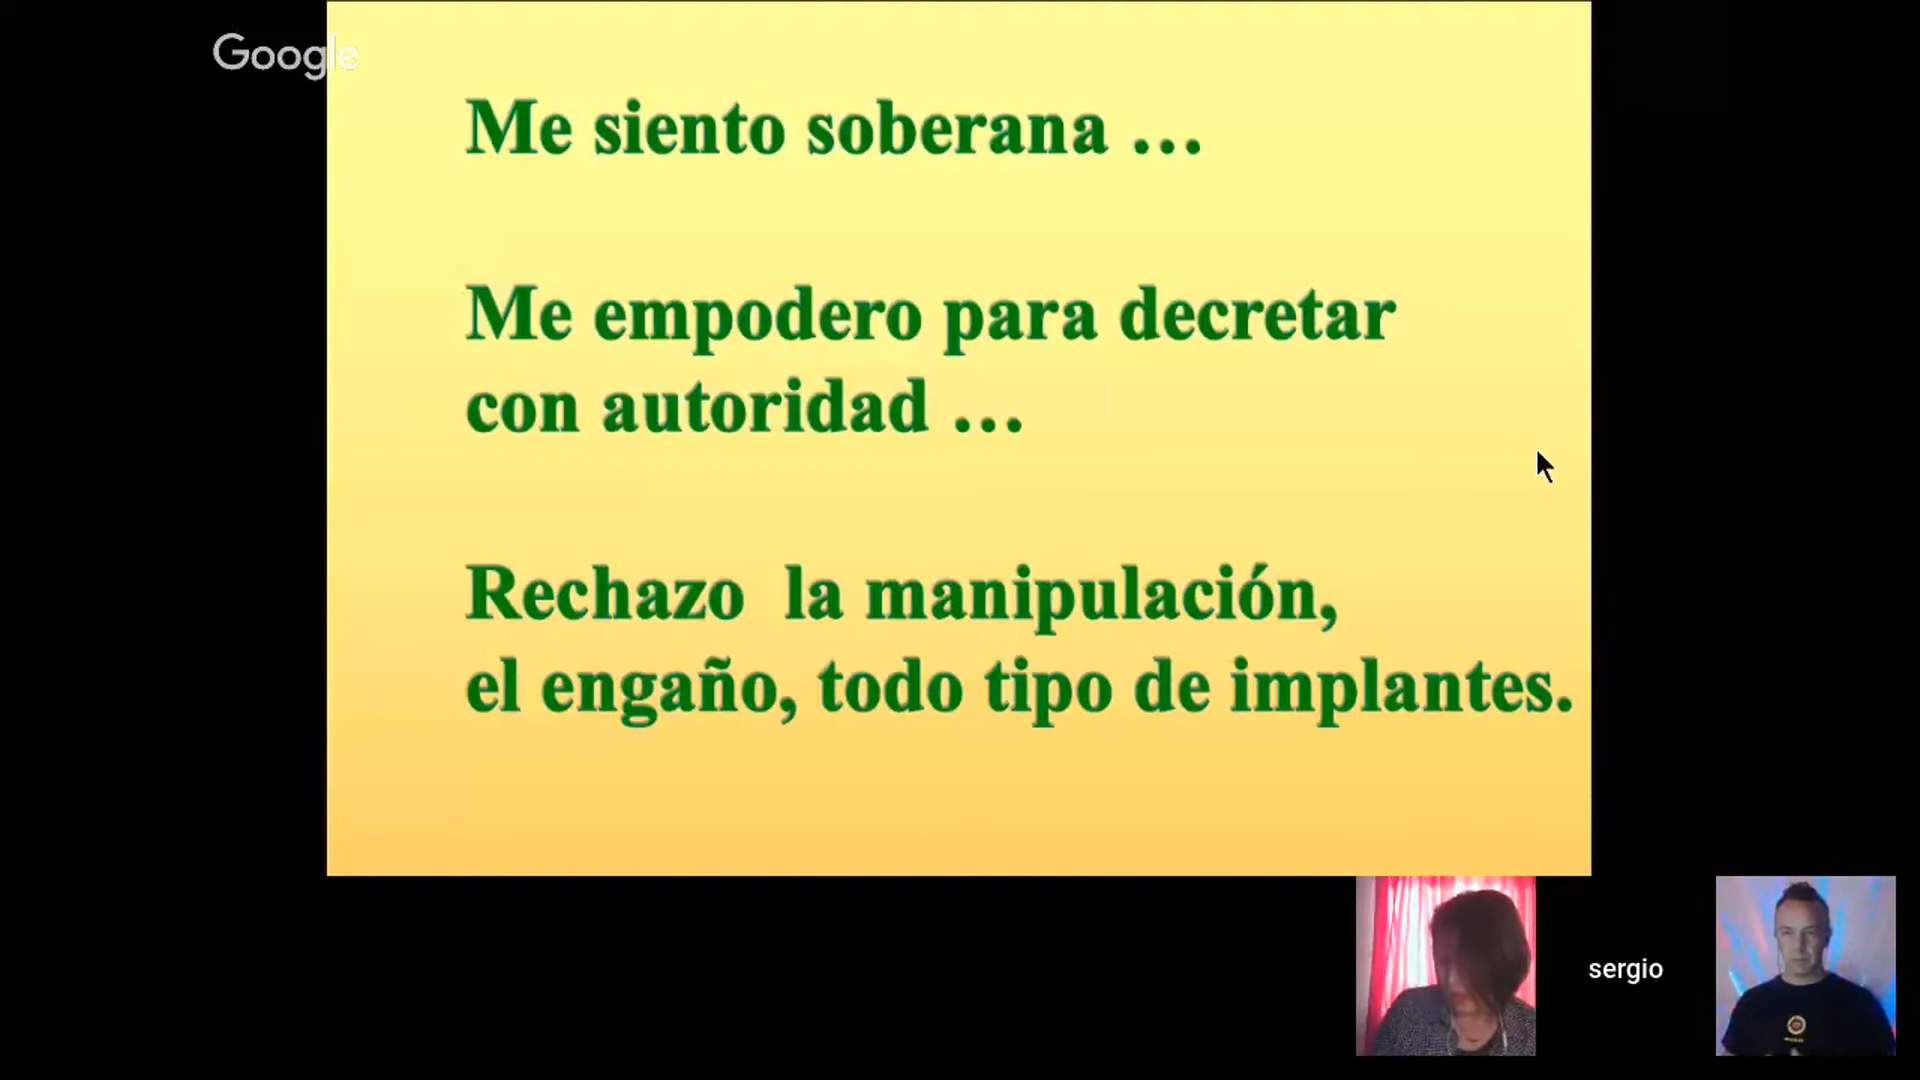 Google
Me siento soberana ...
Me empodero para decretar
con autoridad ...
Rechazo  la manipulación,
el engaño, todo tipo de implantes.
sergio